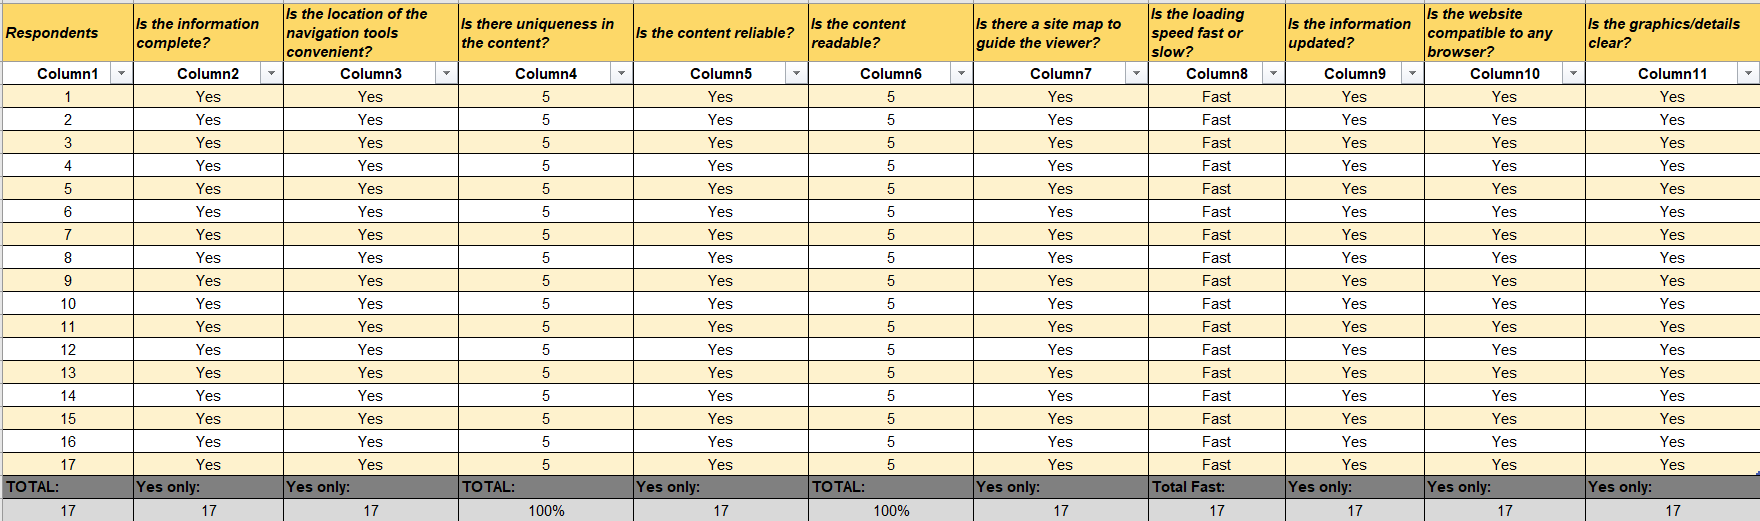 Respondents Is the information complete? Is the location of the navigation tools convenient? Is there uniqueness in the content? Is the content reliable? Is the content readable? Is there a site map to guide the viewer? Is the loading speed fast or slow? Is the information updated? Is the website compatible to any browser? Is the graphics/details clear?
Column1 Column2 Column3 Column4 Column5 Column6 Column7 Column8 Column9 Column10 Column11
1 Yes Yes 5 Yes 5 Yes Fast Yes Yes Yes
2 Yes Yes 5 Yes 5 Yes Fast Yes Yes Yes
3 Yes Yes 5 Yes 5 Yes Fast Yes Yes Yes
4 Yes Yes 5 Yes 5 Yes Fast Yes Yes Yes
5 Yes Yes 5 Yes 5 Yes Fast Yes Yes Yes
6 Yes Yes 5 Yes 5 Yes Fast Yes Yes Yes
7 Yes Yes 5 Yes 5 Yes Fast Yes Yes Yes
8 Yes Yes 5 Yes 5 Yes Fast Yes Yes Yes
9 Yes Yes 5 Yes 5 Yes Fast Yes Yes Yes
10 Yes Yes 5 Yes 5 Yes Fast Yes Yes Yes
11 Yes Yes 5 Yes 5 Yes Fast Yes Yes Yes
12 Yes Yes 5 Yes 5 Yes Fast Yes Yes Yes
13 Yes Yes 5 Yes 5 Yes Fast Yes Yes Yes
14 Yes Yes 5 Yes 5 Yes Fast Yes Yes Yes
15 Yes Yes 5 Yes 5 Yes Fast Yes Yes Yes
16 Yes Yes 5 Yes 5 Yes Fast Yes Yes Yes
17 Yes Yes 5 Yes 5 Yes Fast Yes Yes Yes
TOTAL: Yes only: Yes only: TOTAL: Yes only: TOTAL: Yes only: Total Fast: Yes only: Yes only: Yes only:
17 17 17 100% 17 100% 17 17 17 17 17